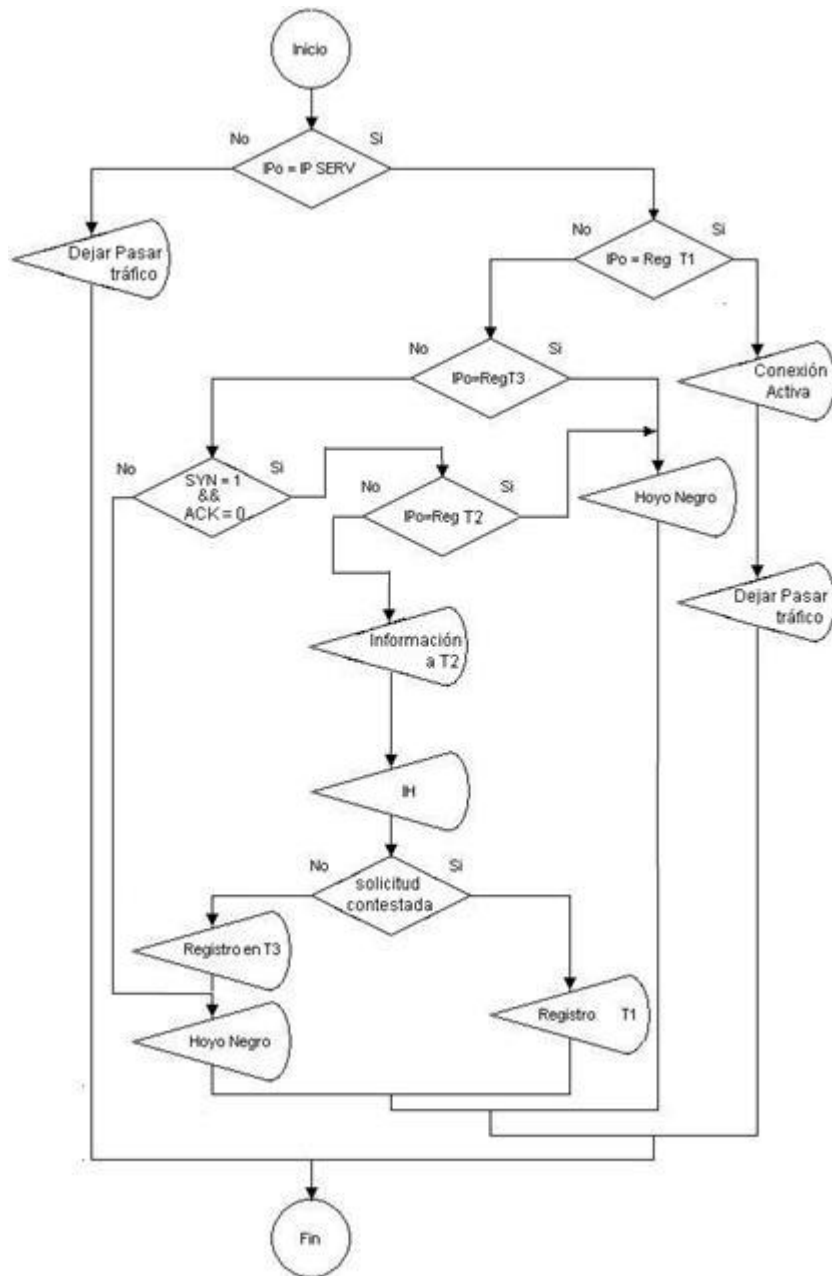 Inicio
No
Si
IPo = IP SERV
Dejar Pasar
tráfico
No
Si
IPo = Reg T1
No
Si
IPo=RegT3
Conexión
Activa
No
Si
SYN = 1
&&
ACK = 0
No
Si
IPo=Reg T2
Hoyo Negro
Dejar Pasar
tráfico
Información
a T2
IH
No
Si
solicitud
contestada
Registro en T3
Registro T1
Hoyo Negro
Fin